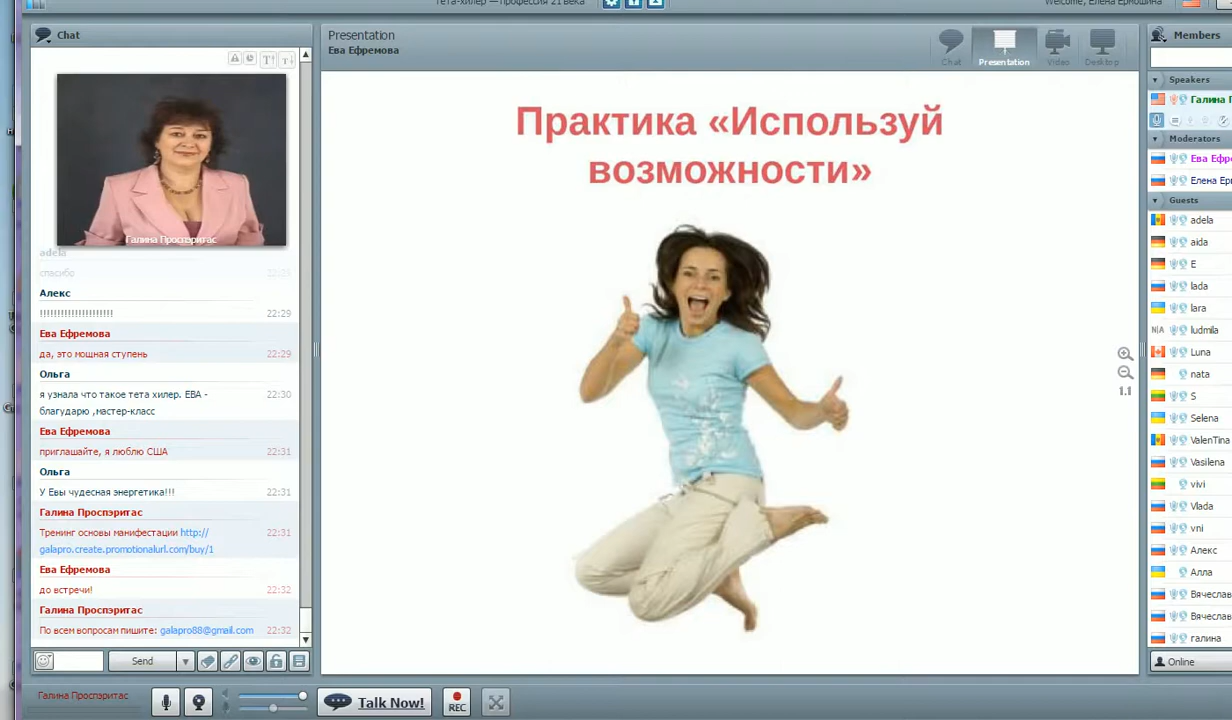 Тета-хилер — профессия 21 века
Welcome, Елена Ермошина
Chat
Галина Проспэритас
adela
спасибо 22:29
Алекс
!!!!!!!!!!!!!!!!!!!!!! 22:29
Ева Ефремова
да, это мощная ступень 22:29
Ольга
я узнала что такое тета хилер. ЕВА - 22:30
благодарю ,мастер-класс
Ева Ефремова
приглашайте, я люблю США 22:31
Ольга
У Евы чудесная энергетика!!! 22:31
Галина Проспэритас
Тренинг основы манифестации http:// 22:31
galapro.create.promotionalurl.com/buy/1
Ева Ефремова
до встречи! 22:32
Галина Проспэритас
По всем вопросам пишите: galapro88@gmail.com 22:32
Send
Presentation
Ева Ефремова
Chat
Presentation
Video
Desktop
Практика «Используй
возможности»
1.1
Members
Speakers
Галина П
Moderators
Ева Ефр
Елена Ер
Guests
adela
aida
E
lada
lara
N/A ludmila
Luna
nata
S
Selena
ValenTina
Vasilena
vivi
Vlada
vni
Алекс
Алла
Вячеслав
Вячеслав
галина
Online
Галина Проспэритас
Talk Now!
REC